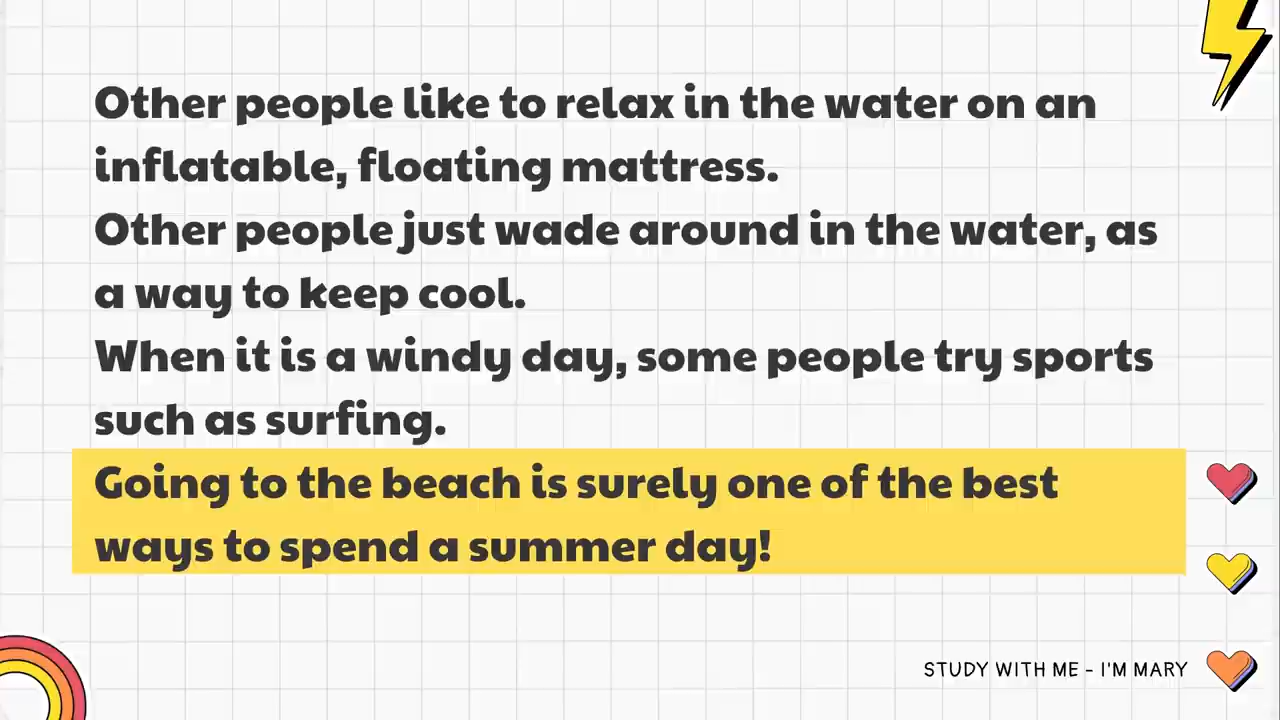 Other people like to relax in the water on an
inflatable, floating mattress.
Other people just wade around in the water, as
a way to keep cool.
When it is a windy day, some people try sports
such as surfing.
Going to the beach is surely one of the best
ways to spend a summer day!
STUDY WITH ME - I'M MARY